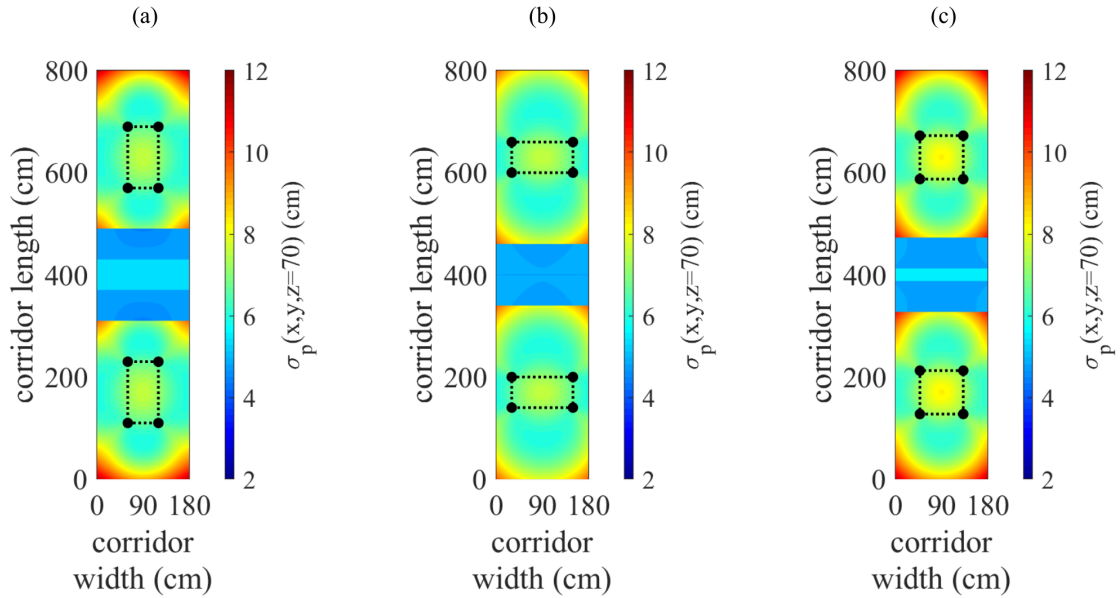 (a)
(b)
(c)
800
600
400
200
0
0 90 180
corridor length (cm)
corridor
width (cm)
12
10
8
6
4
2
σp(x,y,z=70) (cm)
800
600
400
200
0
0 90 180
corridor length (cm)
corridor
width (cm)
12
10
8
6
4
2
σp(x,y,z=70) (cm)
800
600
400
200
0
0 90 180
corridor length (cm)
corridor
width (cm)
12
10
8
6
4
2
σp(x,y,z=70) (cm)